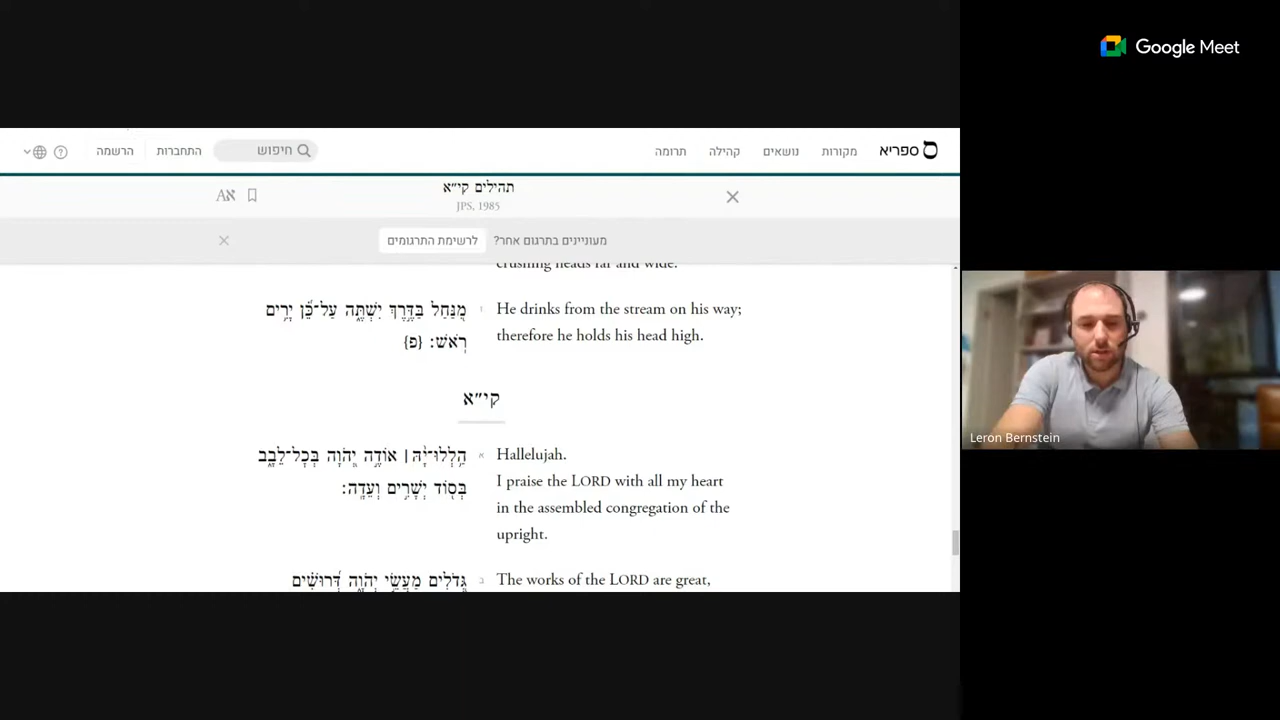 Google Meet
ספריא
מקורות
נושאים
קהילה
תרומה
חיפוש
התחברות
הרשמה
תהילים קי״א
JPS, 1985
אA
מעוניינים בתרגום אחר?
לרשימת התרגומים
crushing heads far and wide.
ז
מִ֭נַּחַל בַּדֶּ֣רֶךְ יִשְׁתֶּ֑ה עַל־כֵּ֝֗ן יָרִ֥ים
רֹֽאשׁ׃ {פ}
He drinks from the stream on his way;
therefore he holds his head high.
קי״א
א
הַ֥לְלוּ־יָ֨הּ ׀ אוֹדֶ֣ה יְ֭הֹוָה בְּכׇל־לֵבָ֑ב
בְּס֖וֹד יְשָׁרִ֣ים וְעֵדָֽה׃
Hallelujah.
I praise the LORD with all my heart
in the assembled congregation of the
upright.
ב
גְּ֭דֹלִים מַעֲשֵׂ֣י יְהֹוָ֑ה דְּ֝רוּשִׁ֗ים
The works of the LORD are great,
Leron Bernstein